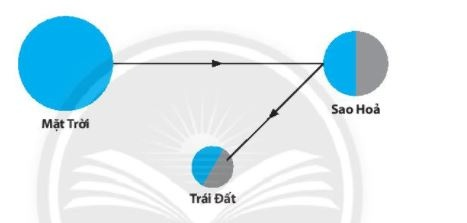 Mặt Trời
Sao Hoả
Trái Đất